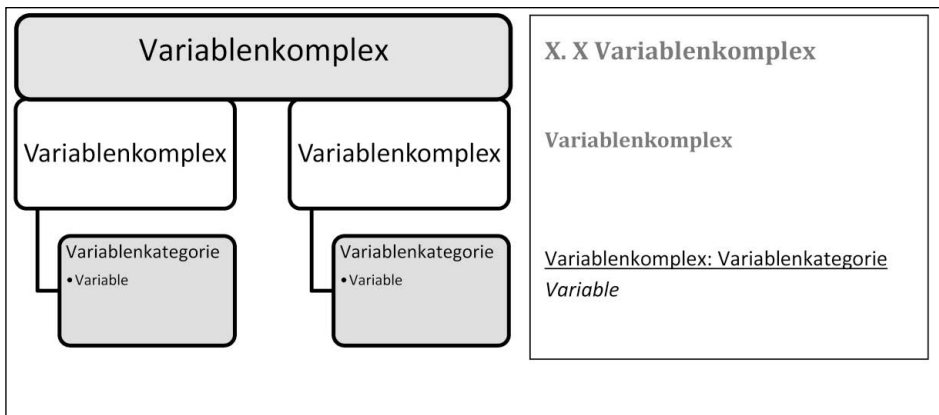 Variablenkomplex
Variablenkomplex
Variablenkomplex
Variablenkategorie
•Variable
Variablenkategorie
•Variable
X. X Variablenkomplex
Variablenkomplex
Variablenkomplex: Variablenkategorie
Variable